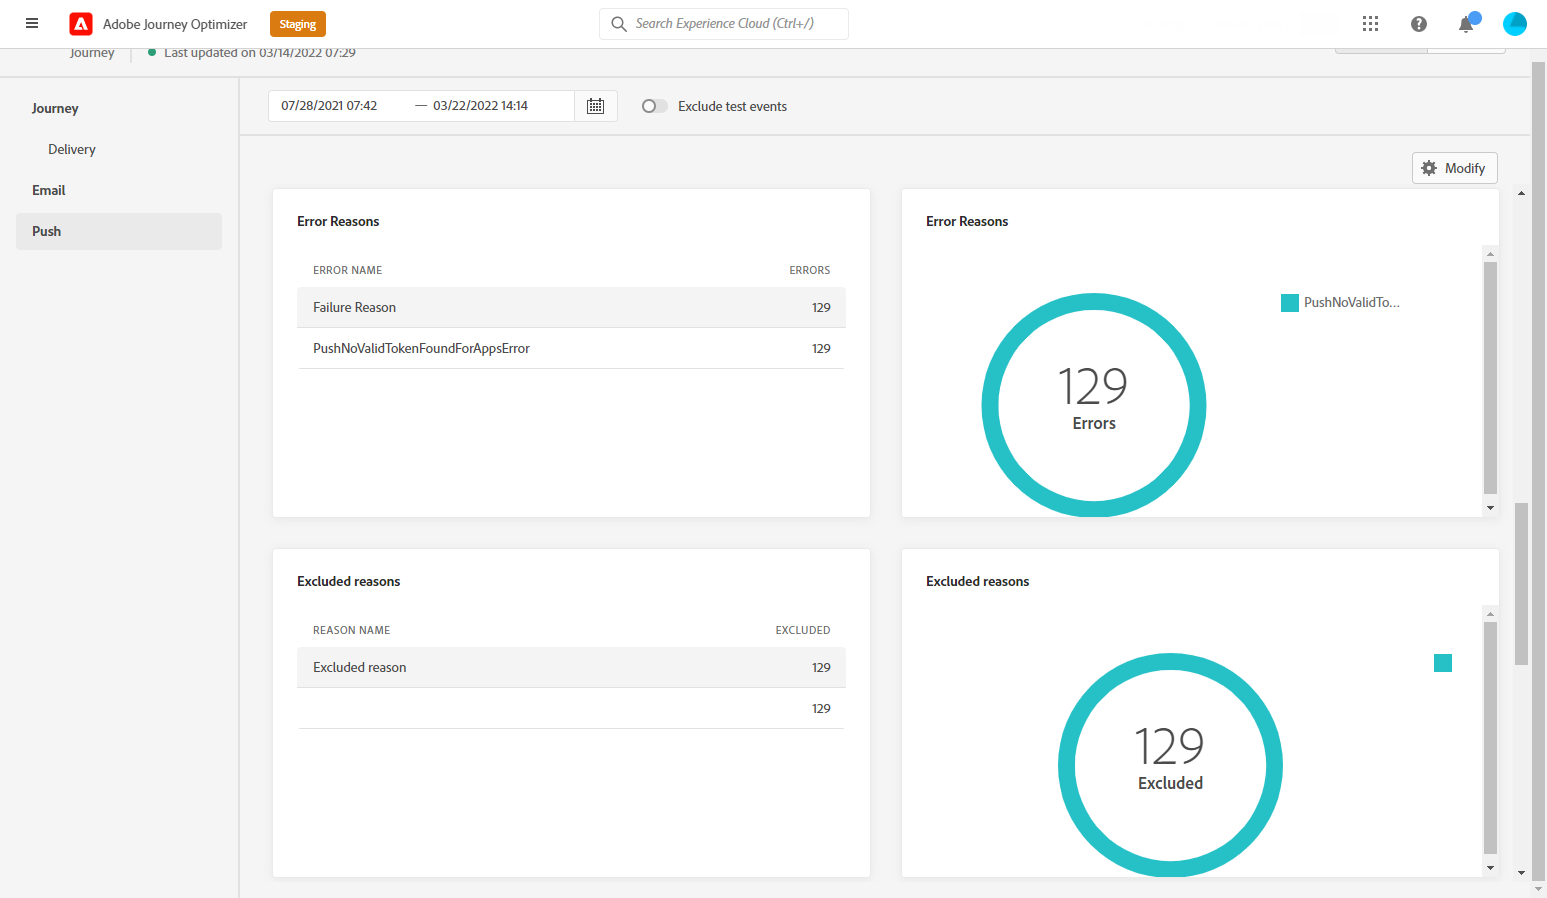 Adobe Journey Optimizer
Staging
Search Experience Cloud (Ctrl+/)
Journey
Last updated on 03/14/2022 07:29
Journey
Delivery
Email
Push
07/28/2021 07:42 — 03/22/2022 14:14
Exclude test events
Modify
Error Reasons
ERROR NAME ERRORS
Failure Reason 129
PushNoValidTokenFoundForAppsError 129
Error Reasons
129
Errors
PushNoValidTo...
Excluded reasons
REASON NAME EXCLUDED
Excluded reason 129
129
Excluded reasons
129
Excluded